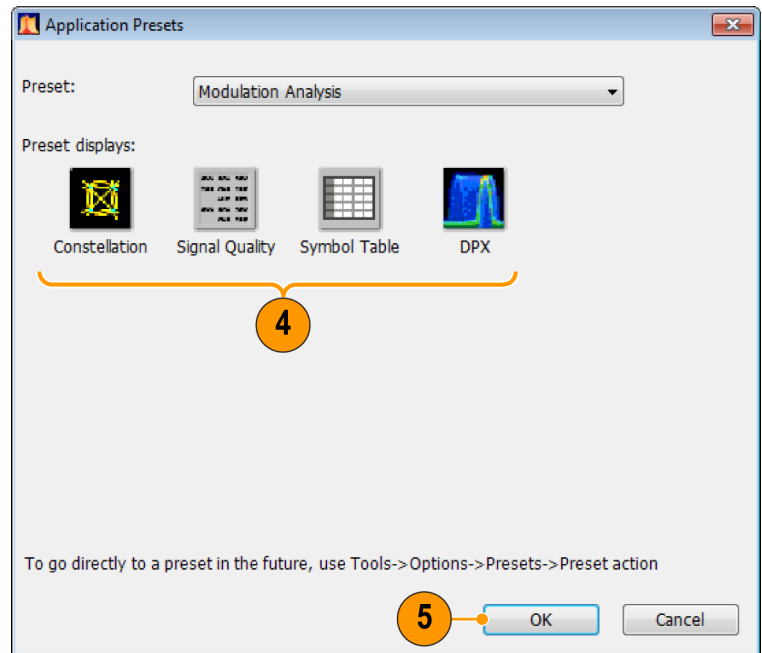 Application Presets
Preset:
Modulation Analysis
Preset displays:
Constellation Signal Quality Symbol Table DPX
4
To go directly to a preset in the future, use Tools->Options->Presets->Preset action
5
OK Cancel